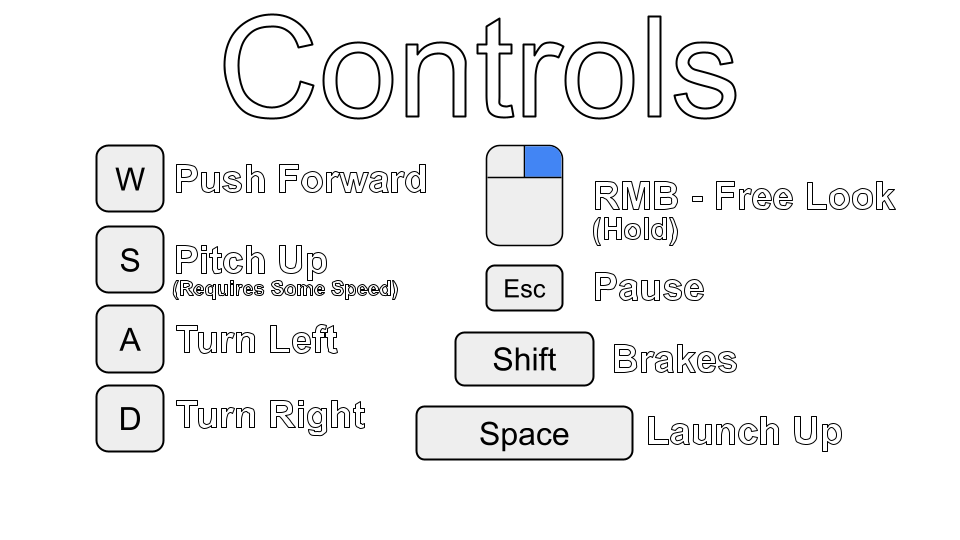 Controls
W Push Forward
S Pitch Up
(Requires Some Speed)
A Turn Left
D Turn Right
RMB - Free Look
(Hold)
Esc Pause
Shift Brakes
Space Launch Up